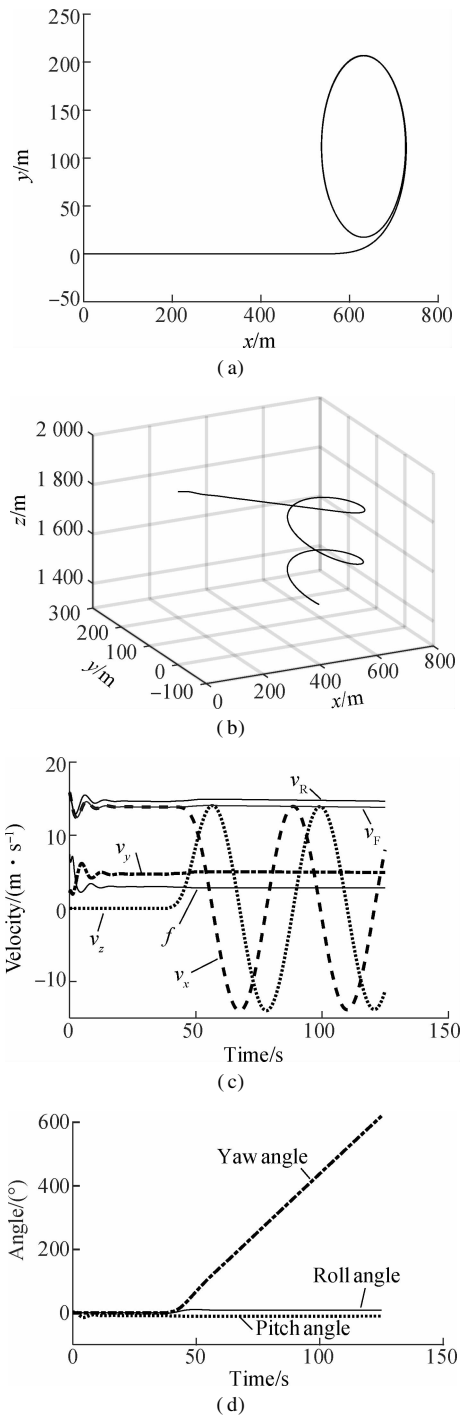 250
200
150
100
50
0
−50
y/m
0 200 400 600 800
x/m
(a)
2 000
1 800
1 600
1 400
z/m
300
200
100
0
−100
y/m
0 200 400 600 800
x/m
(b)
20
10
0
−10
Velocity/(m · s⁻¹)
v_R
v_F
v_y
v_z
f
v_x
0 50 100 150
Time/s
(c)
600
400
200
0
Angle/(°)
Yaw angle
Roll angle
Pitch angle
0 50 100 150
Time/s
(d)